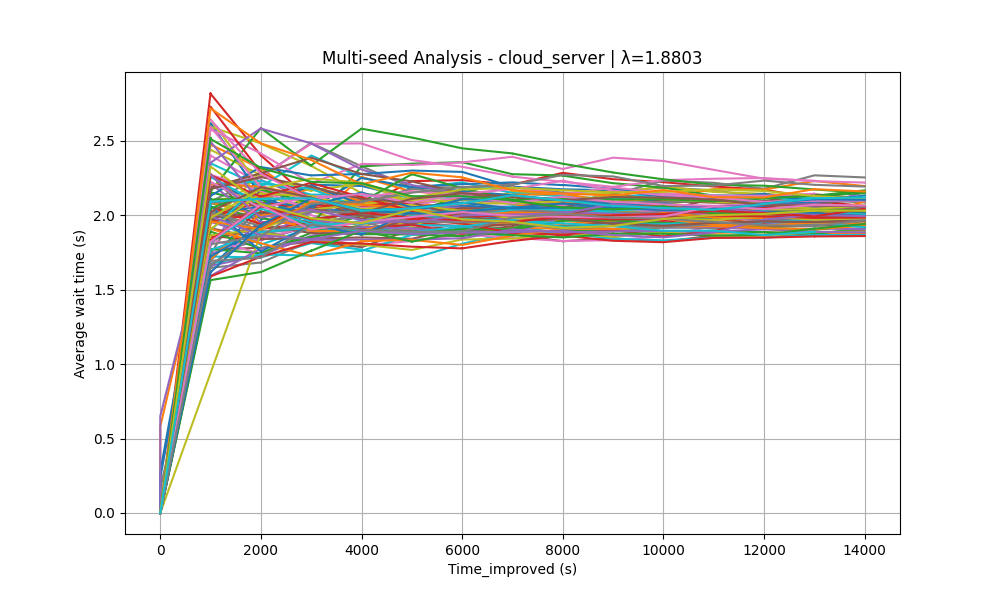 Multi-seed Analysis - cloud_server | λ=1.8803
Average wait time (s)
2.5
2.0
1.5
1.0
0.5
0.0
0 2000 4000 6000 8000 10000 12000 14000
Time_improved (s)